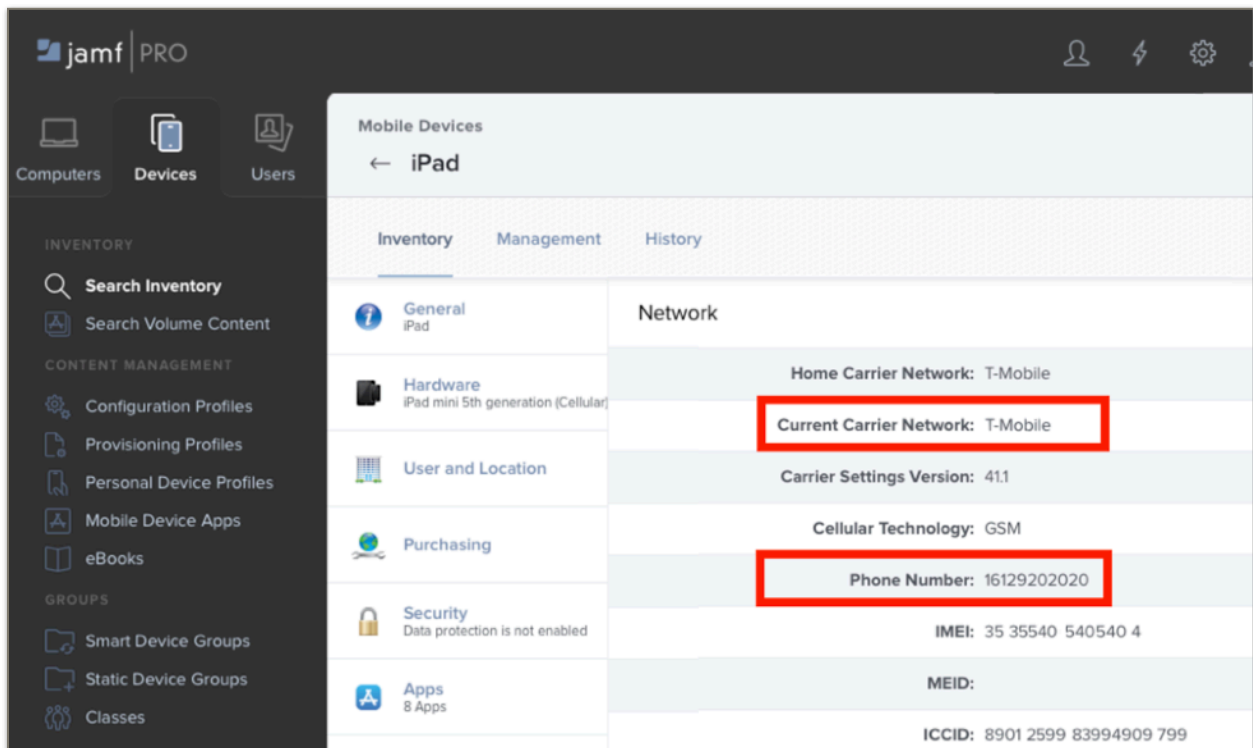 jamf PRO
Computers
Devices
Users
INVENTORY
Search Inventory
Search Volume Content
CONTENT MANAGEMENT
Configuration Profiles
Provisioning Profiles
Personal Device Profiles
Mobile Device Apps
eBooks
GROUPS
Smart Device Groups
Static Device Groups
Classes
Mobile Devices
← iPad
Inventory
Management
History
General
iPad
Hardware
iPad mini 5th generation (Cellular)
User and Location
Purchasing
Security
Data protection is not enabled
Apps
8 Apps
Network
Home Carrier Network: T-Mobile
Current Carrier Network: T-Mobile
Carrier Settings Version: 41.1
Cellular Technology: GSM
Phone Number: 16129202020
IMEI: 35 35540 540540 4
MEID:
ICCID: 8901 2599 83994909 799